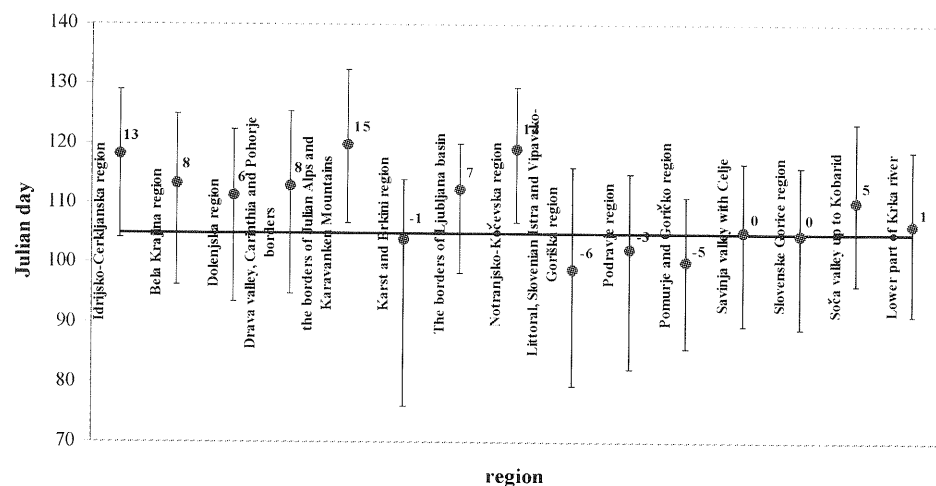 140
130
120
110
100
90
80
70
Julian day
Idrijsko-Cerkljanska region
13
Bela Krajina region
8
Dolenjska region
6
Drava valley, Carinthia and Pohorje
borders
8
the borders of Julian Alps and
Karavanken Mountains
15
Karst and Brkini region
-1
The borders of Ljubljana basin
7
Notranjsko-Kočevska region
Littoral, Slovenian Istra and Vipavsko-
Goriška region
-6
Podravje region
-3
Pomurje and Goričko region
-5
Savinja valley with Celje
0
Slovenske Gorice region
0
Soča valley up to Kobarid
5
Lower part of Krka river
1
region